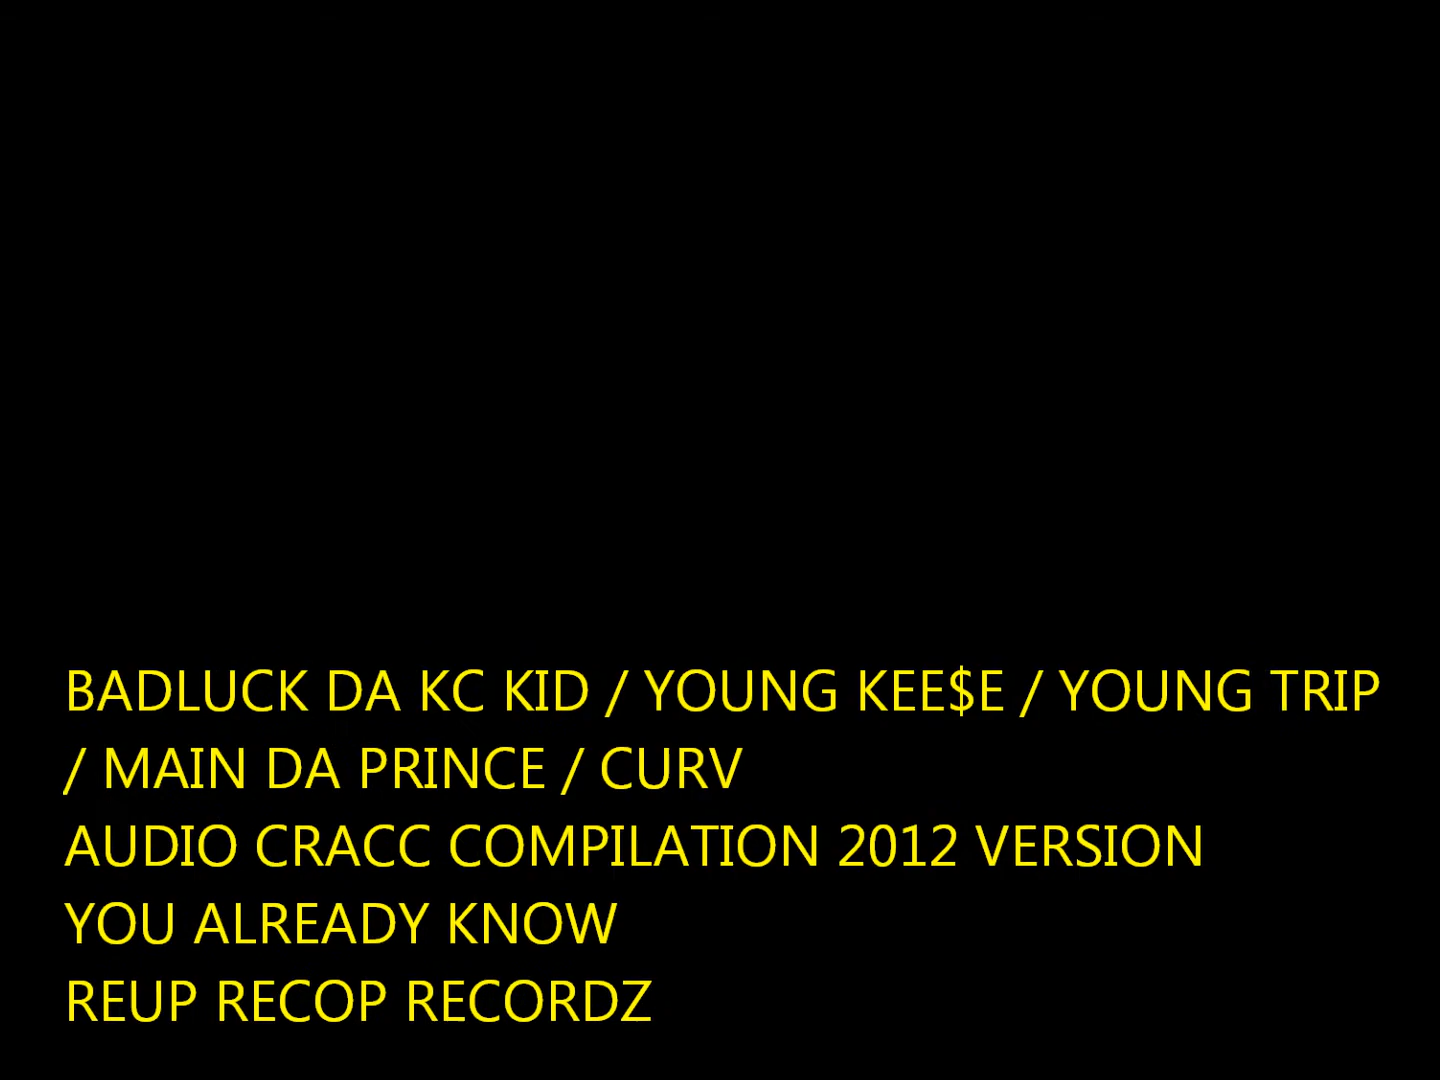 BADLUCK DA KC KID / YOUNG KEE$E / YOUNG TRIP
/ MAIN DA PRINCE / CURV
AUDIO CRACC COMPILATION 2012 VERSION
YOU ALREADY KNOW
REUP RECOP RECORDZ